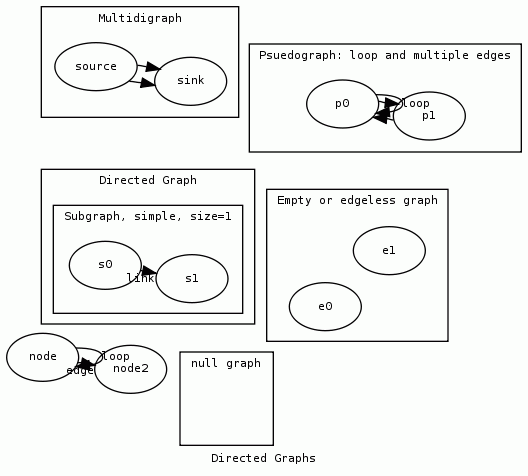 Multidigraph
source
sink
Psuedograph: loop and multiple edges
p0
loop
p1
Directed Graph
Subgraph, simple, size=1
s0
link
s1
Empty or edgeless graph
e1
e0
node
loop
edge
node2
null graph
Directed Graphs